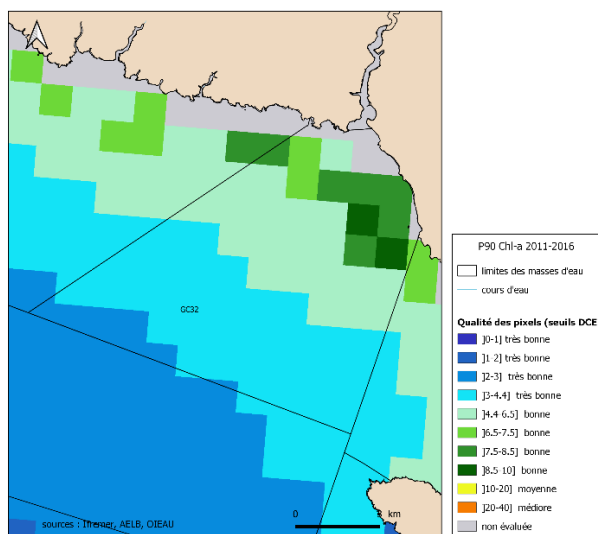 GC32
sources : Ifremer, AELB, OIEAU
0 8 km
P90 Chl-a 2011-2016
limites des masses d'eau
cours d'eau
Qualité des pixels (seuils DCE
]0-1] très bonne
]1-2] très bonne
]2-3] très bonne
]3-4.4] très bonne
]4.4-6.5] bonne
]6.5-7.5] bonne
]7.5-8.5] bonne
]8.5-10] bonne
]10-20] moyenne
]20-40] médiore
non évaluée